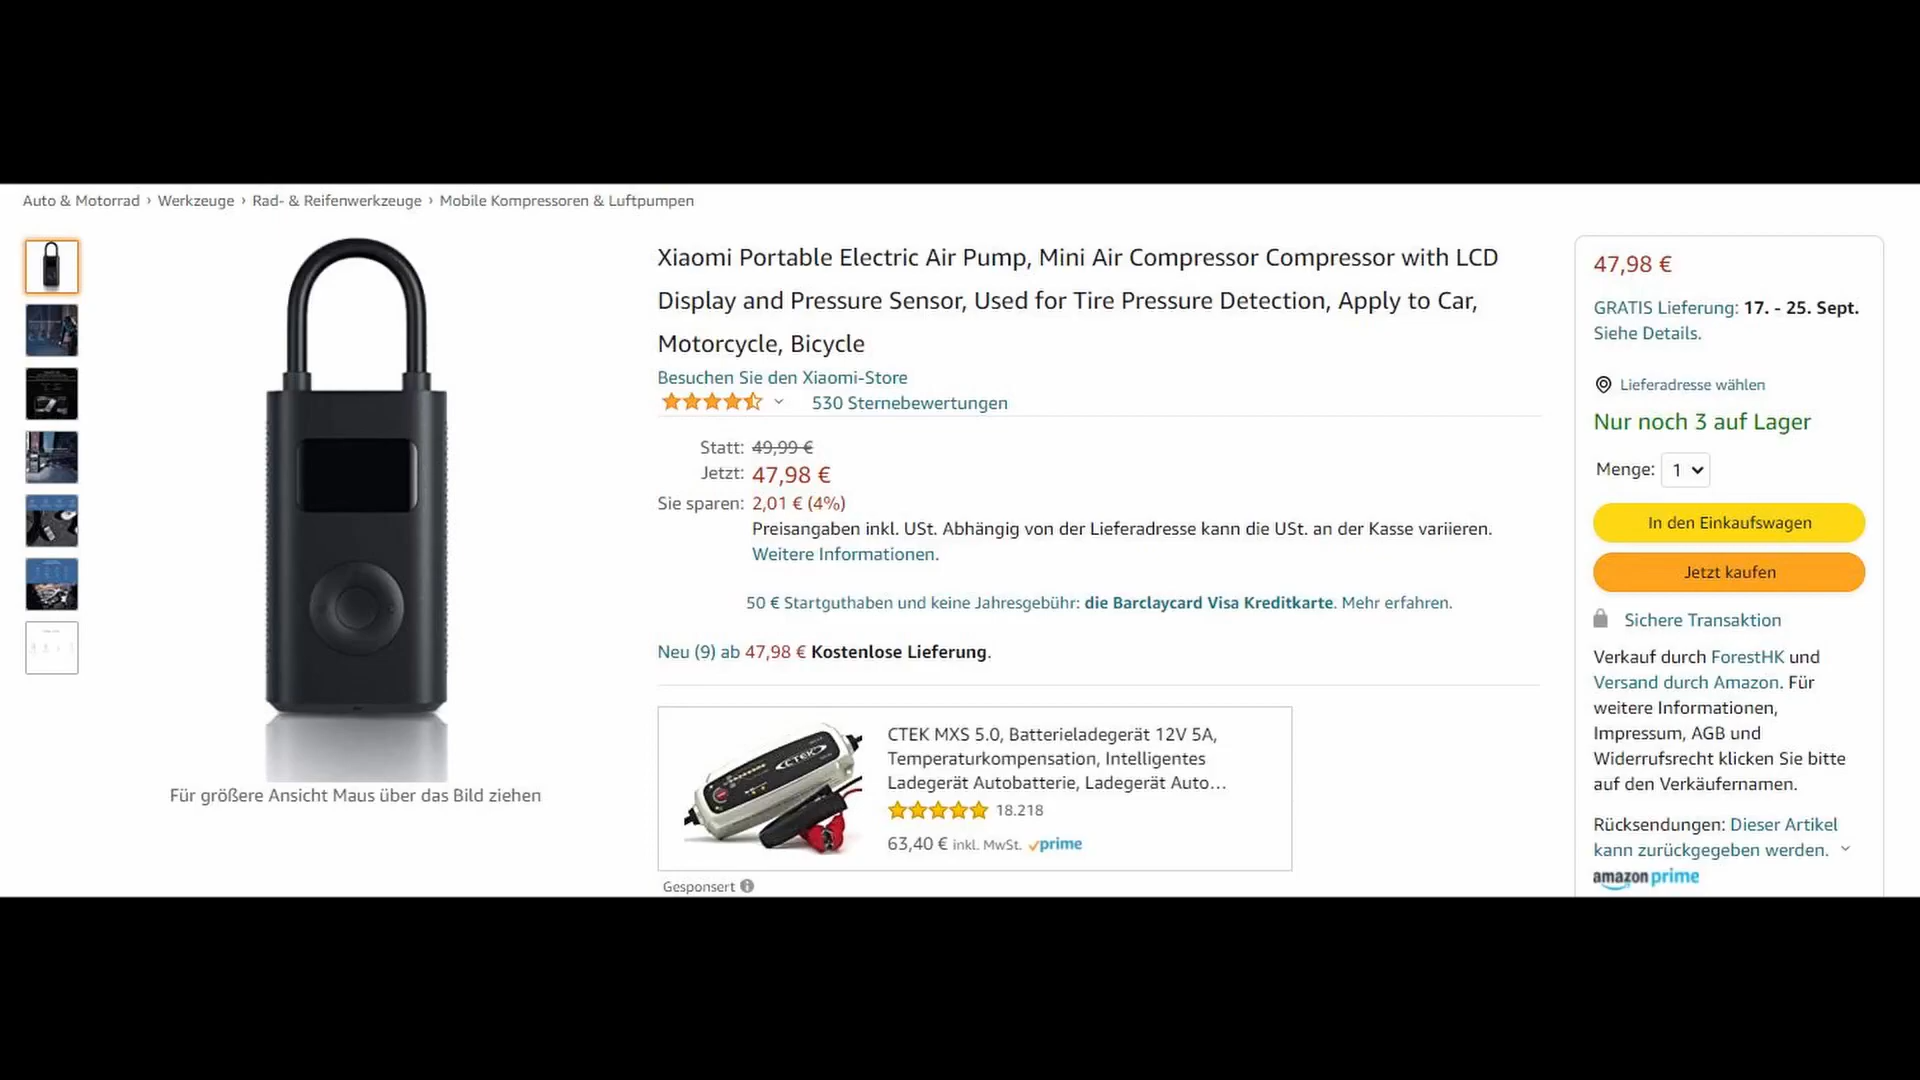 Auto & Motorrad › Werkzeuge › Rad- & Reifenwerkzeuge › Mobile Kompressoren & Luftpumpen
Xiaomi Portable Electric Air Pump, Mini Air Compressor Compressor with LCD
Display and Pressure Sensor, Used for Tire Pressure Detection, Apply to Car,
Motorcycle, Bicycle
Besuchen Sie den Xiaomi-Store
530 Sternebewertungen
Statt: 49,99 €
Jetzt: 47,98 €
Sie sparen: 2,01 € (4%)
Preisangaben inkl. USt. Abhängig von der Lieferadresse kann die USt. an der Kasse variieren.
Weitere Informationen.
50 € Startguthaben und keine Jahresgebühr: die Barclaycard Visa Kreditkarte. Mehr erfahren.
Neu (9) ab 47,98 € Kostenlose Lieferung.
CTEK
CTEK MXS 5.0, Batterieladegerät 12V 5A,
Temperaturkompensation, Intelligentes
Ladegerät Autobatterie, Ladegerät Auto…
18.218
63,40 € inkl. MwSt. prime
Gesponsert
Für größere Ansicht Maus über das Bild ziehen
47,98 €
GRATIS Lieferung: 17. - 25. Sept.
Siehe Details.
Lieferadresse wählen
Nur noch 3 auf Lager
Menge: 1
In den Einkaufswagen
Jetzt kaufen
Sichere Transaktion
Verkauf durch ForestHK und
Versand durch Amazon. Für
weitere Informationen,
Impressum, AGB und
Widerrufsrecht klicken Sie bitte
auf den Verkäufernamen.
Rücksendungen: Dieser Artikel
kann zurückgegeben werden.
amazon prime